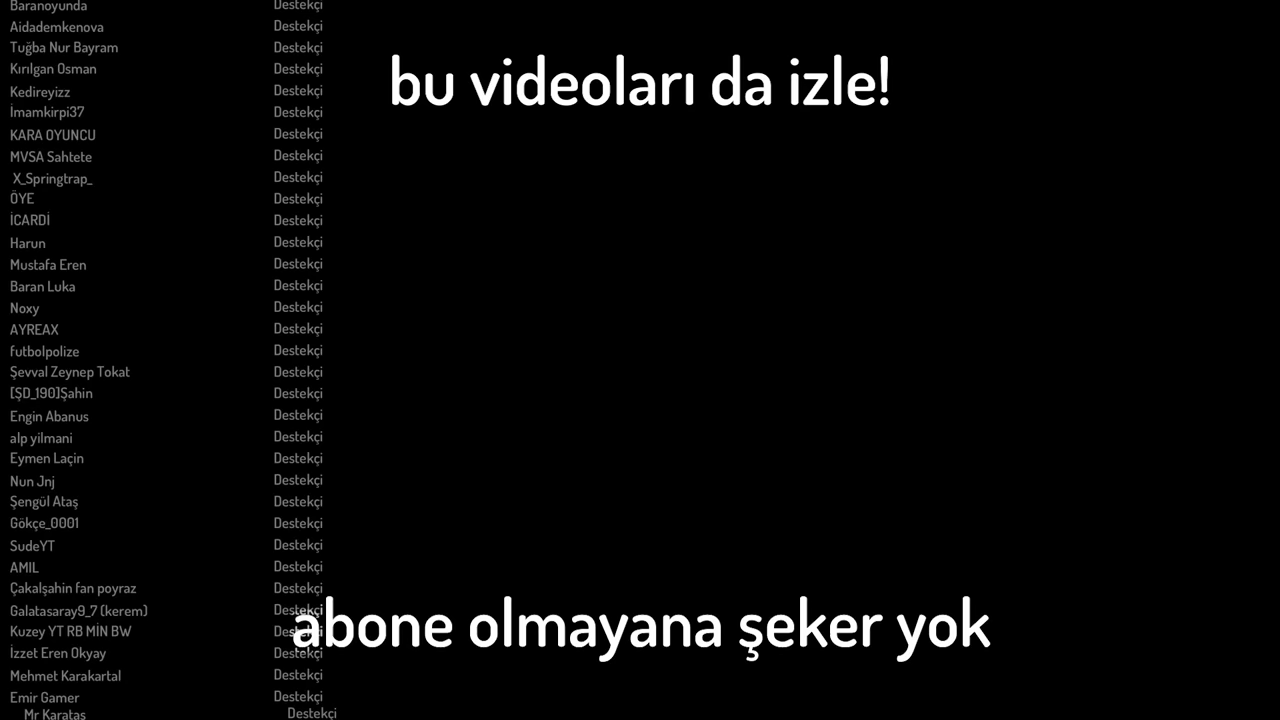 Baranoyunda Destekçi
Aidademkenova Destekçi
Tuğba Nur Bayram Destekçi
Kırılgan Osman Destekçi
Kedireyizz Destekçi
İmamkirpi37 Destekçi
KARA OYUNCU Destekçi
MVSA Sahtete Destekçi
X_Springtrap_ Destekçi
ÖYE Destekçi
İCARDİ Destekçi
Harun Destekçi
Mustafa Eren Destekçi
Baran Luka Destekçi
Noxy Destekçi
AYREAX Destekçi
futbolpolize Destekçi
Şevval Zeynep Tokat Destekçi
[ŞD_190]Şahin Destekçi
Engin Abanus Destekçi
alp yilmani Destekçi
Eymen Laçin Destekçi
Nun Jnj Destekçi
Şengül Ataş Destekçi
Gökçe_0001 Destekçi
SudeYT Destekçi
AMIL Destekçi
Çakalşahin fan poyraz Destekçi
Galatasaray9_7 (kerem) Destekçi
Kuzey YT RB MİN BW Destekçi
İzzet Eren Okyay Destekçi
Mehmet Karakartal Destekçi
Emir Gamer Destekçi
Mr Karataş Destekçi
bu videoları da izle!
abone olmayana şeker yok